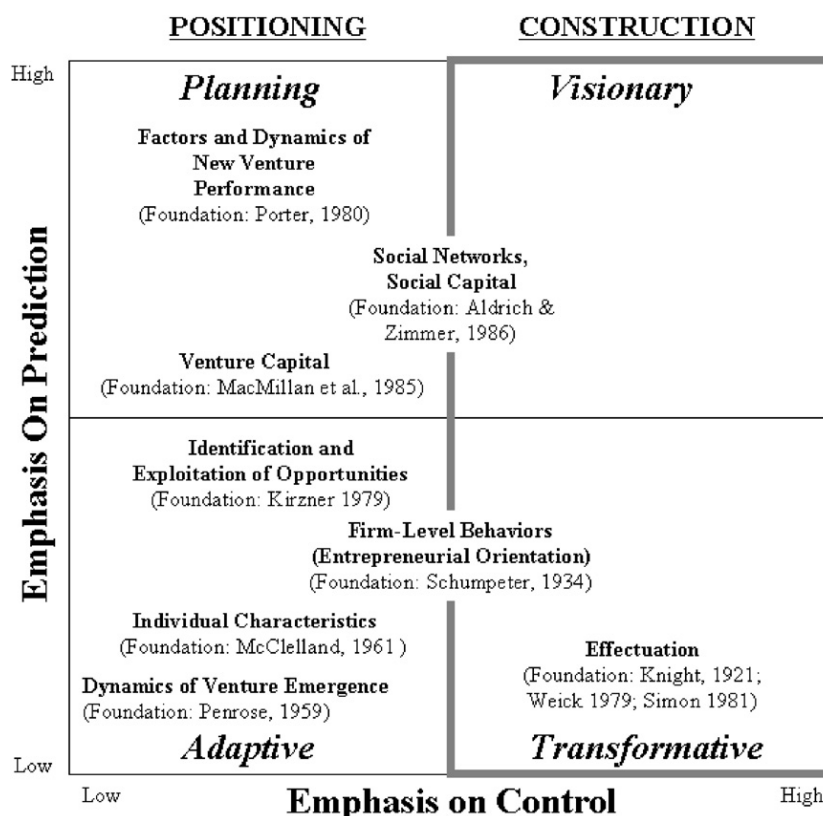 POSITIONING
CONSTRUCTION
High
Planning
Visionary
Factors and Dynamics of
New Venture
Performance
(Foundation: Porter, 1980)
Social Networks,
Social Capital
(Foundation: Aldrich &
Zimmer, 1986)
Venture Capital
(Foundation: MacMillan et al., 1985)
Emphasis On Prediction
Identification and
Exploitation of Opportunities
(Foundation: Kirzner 1979)
Firm-Level Behaviors
(Entrepreneurial Orientation)
(Foundation: Schumpeter, 1934)
Individual Characteristics
(Foundation: McClelland, 1961 )
Effectuation
(Foundation: Knight, 1921;
Weick 1979; Simon 1981)
Dynamics of Venture Emergence
(Foundation: Penrose, 1959)
Adaptive
Transformative
Low
Low
Emphasis on Control
High